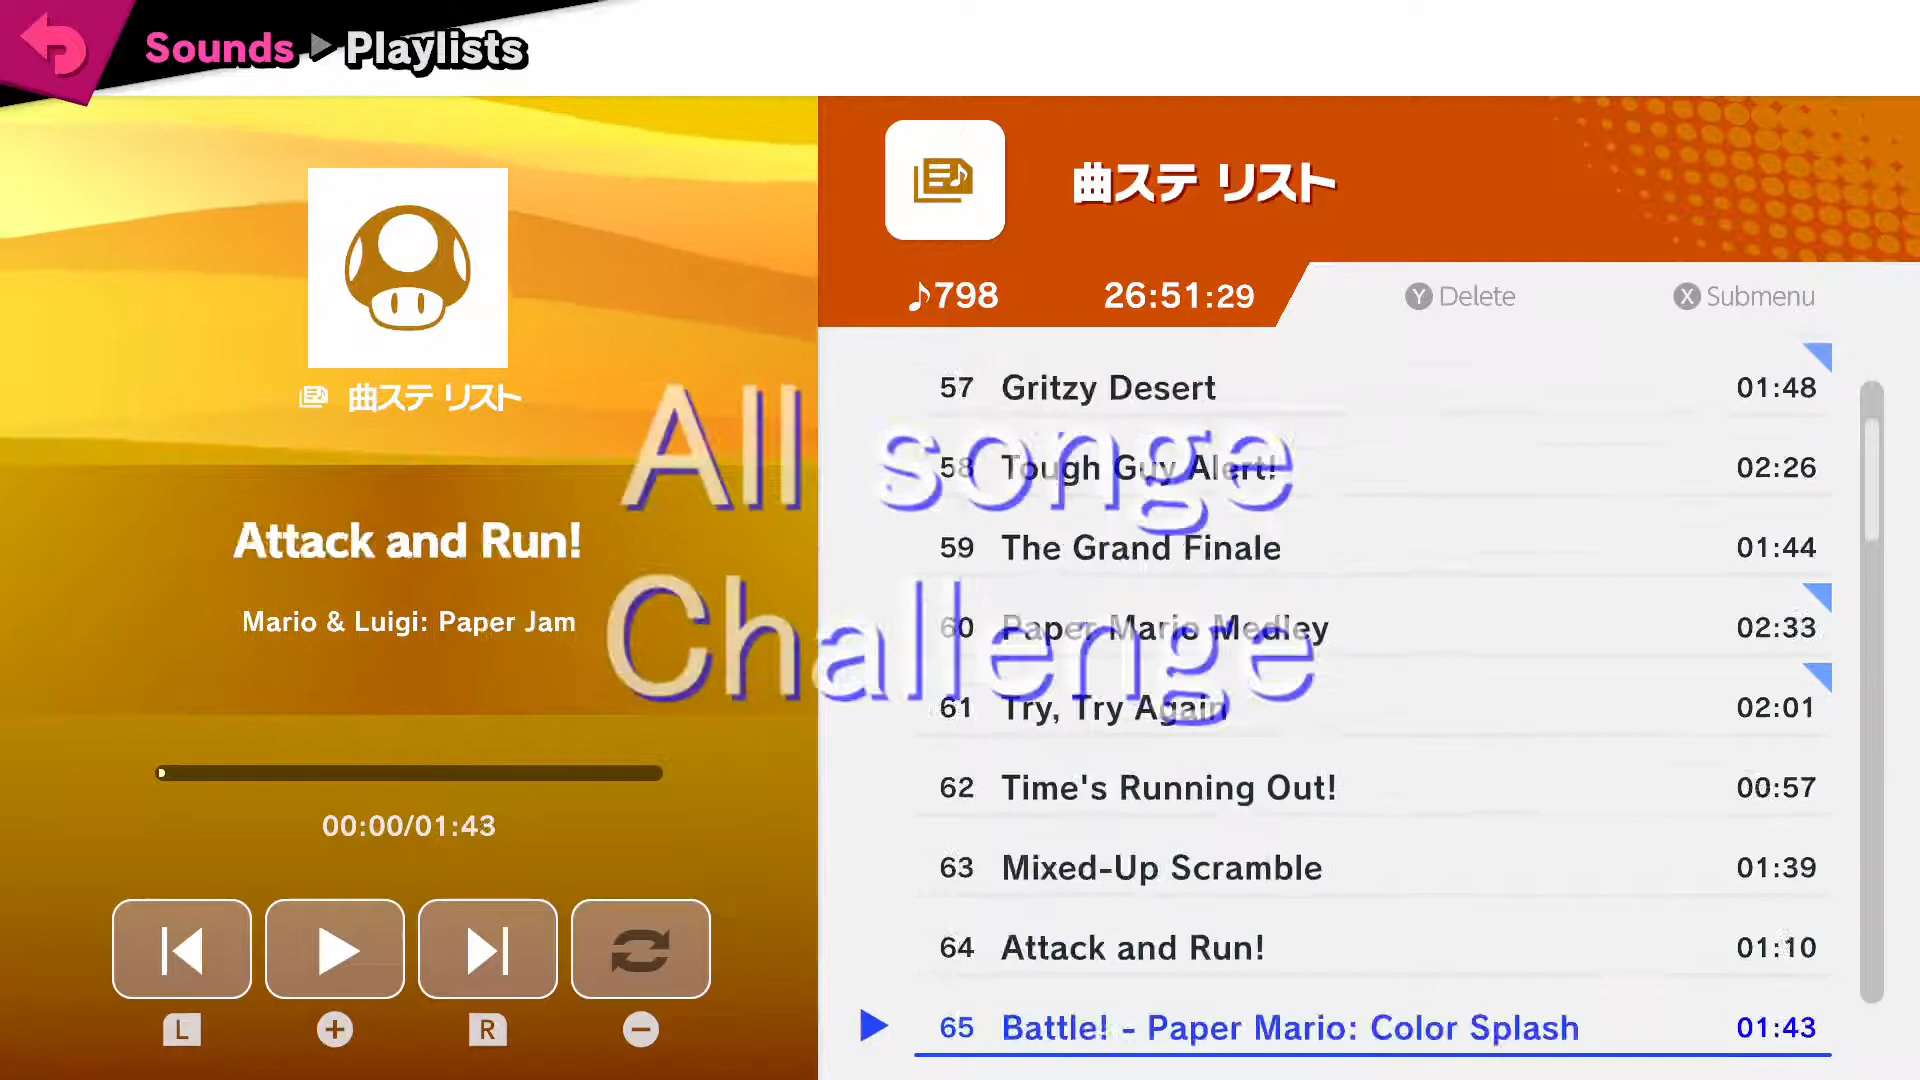 Sounds ▶ Playlists
曲ステ リスト
Attack and Run!
Mario & Luigi: Paper Jam
00:00/01:43
L + R −
曲ステ リスト
♪798 26:51:29
Y Delete X Submenu
57 Gritzy Desert 01:48
58 Tough Guy Alert! 02:26
59 The Grand Finale 01:44
60 Paper Mario Medley 02:33
61 Try, Try Again 02:01
62 Time's Running Out! 00:57
63 Mixed-Up Scramble 01:39
64 Attack and Run! 01:10
65 Battle! - Paper Mario: Color Splash 01:43
All songe
Challenge